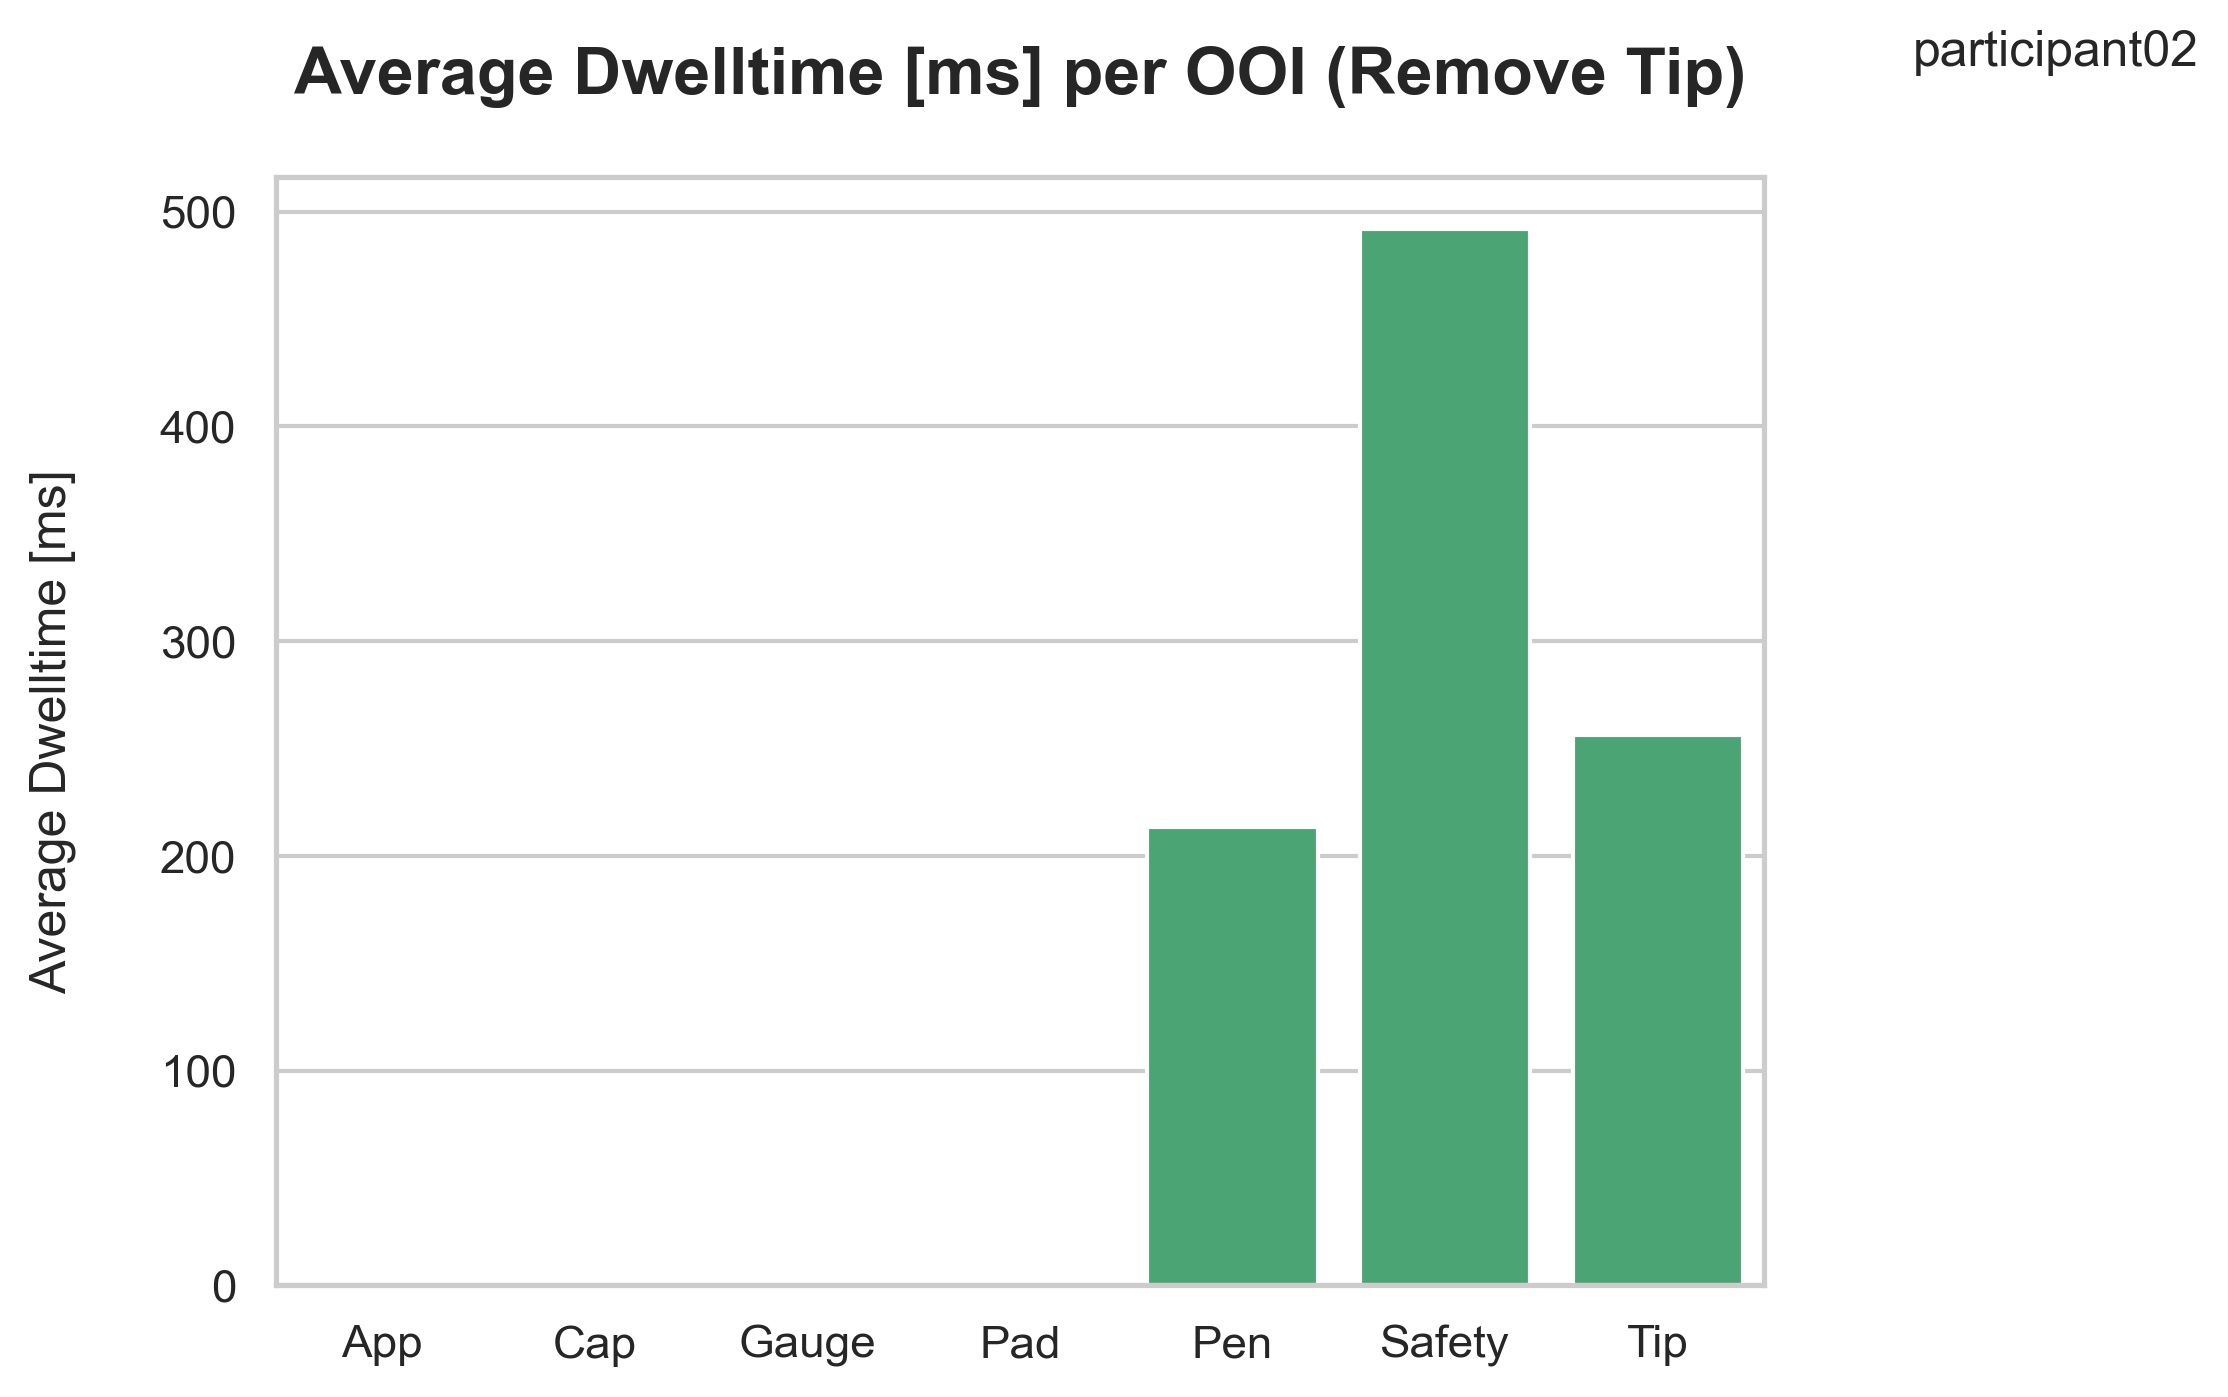 Average Dwelltime [ms] per OOI (Remove Tip)
participant02
Average Dwelltime [ms]
500
400
300
200
100
0
App Cap Gauge Pad Pen Safety Tip